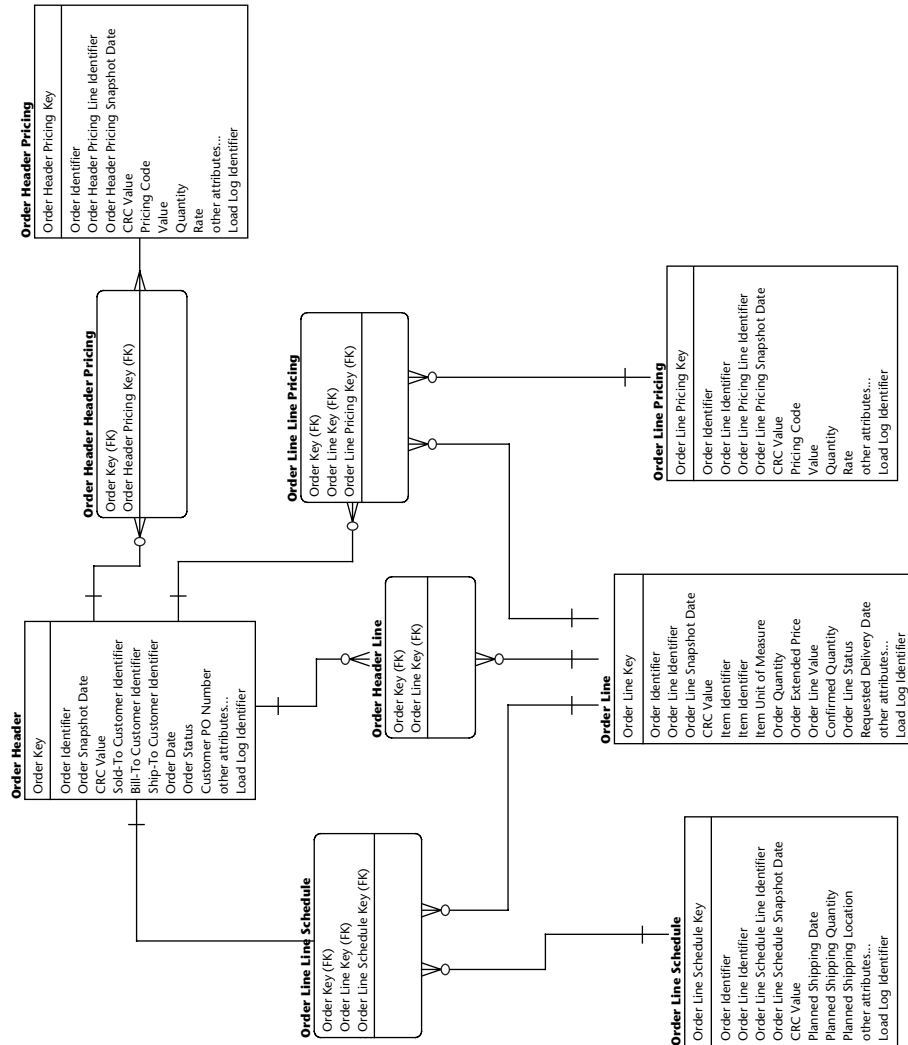 Order Header
Order Key
Order Identifier
Order Snapshot Date
CRC Value
Sold-To Customer Identifier
Bill-To Customer Identifier
Ship-To Customer Identifier
Order Date
Order Status
Customer PO Number
other attributes...
Load Log Identifier
Order Header Header Pricing
Order Key (FK)
Order Header Pricing Key (FK)
Order Header Pricing
Order Header Pricing Key
Order Identifier
Order Header Pricing Line Identifier
Order Header Pricing Snapshot Date
CRC Value
Pricing Code
Value
Quantity
Rate
other attributes...
Load Log Identifier
Order Line Line Schedule
Order Key (FK)
Order Line Key (FK)
Order Line Schedule Key (FK)
Order Header Line
Order Key (FK)
Order Line Key (FK)
Order Line Line Pricing
Order Key (FK)
Order Line Key (FK)
Order Line Pricing Key (FK)
Order Line Schedule
Order Line Schedule Key
Order Identifier
Order Line Identifier
Order Line Schedule Line Identifier
Order Line Schedule Snapshot Date
CRC Value
Planned Shipping Date
Planned Shipping Quantity
Planned Shipping Location
other attributes...
Load Log Identifier
Order Line
Order Line Key
Order Identifier
Order Line Identifier
Order Line Snapshot Date
CRC Value
Item Identifier
Item Identifier
Item Unit of Measure
Order Quantity
Order Extended Price
Order Line Value
Confirmed Quantity
Order Line Status
Requested Delivery Date
other attributes...
Load Log Identifier
Order Line Pricing
Order Line Pricing Key
Order Identifier
Order Line Identifier
Order Line Pricing Line Identifier
Order Line Pricing Snapshot Date
CRC Value
Pricing Code
Value
Quantity
Rate
other attributes...
Load Log Identifier